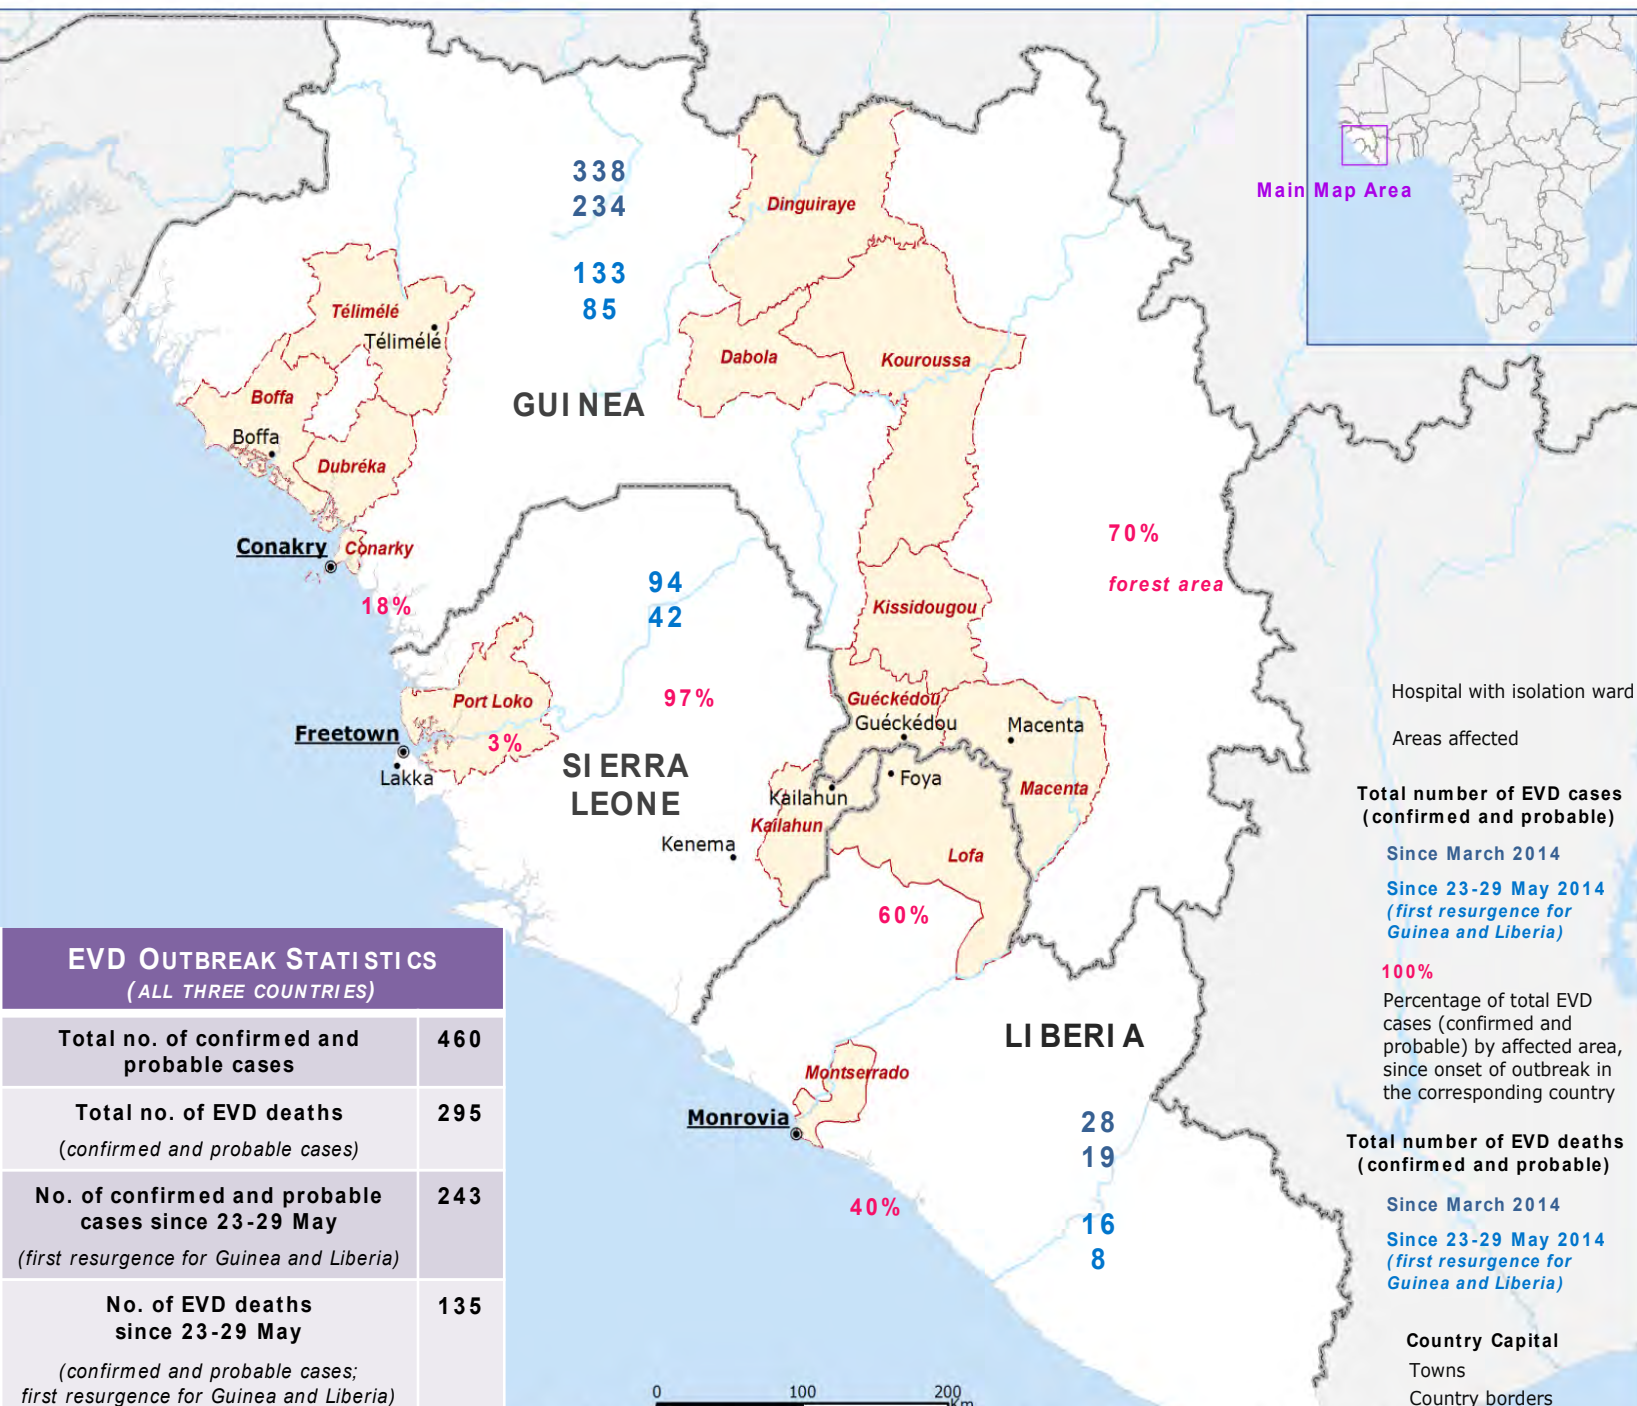 Main Map Area
338
234
133
85
Dinguiraye
Télimélé
Télimélé
Dabola
Kouroussa
GUINEA
Boffa
Boffa
Dubréka
Conakry
Conarky
18%
70%
forest area
94
42
Kissidougou
97%
Port Loko
3%
Freetown
Lakka
SIERRA
LEONE
Guéckédou
Guéckédou
Macenta
Macenta
Foya
Kailahun
Kailahun
Kenema
Lofa
60%
LIBERIA
Montserrado
Monrovia
28
19
16
8
40%
EVD OUTBREAK STATISTICS
(ALL THREE COUNTRIES)
Total no. of confirmed and
probable cases
460
Total no. of EVD deaths
(confirmed and probable cases)
295
No. of confirmed and probable
cases since 23-29 May
(first resurgence for Guinea and Liberia)
243
No. of EVD deaths
since 23-29 May
(confirmed and probable cases;
first resurgence for Guinea and Liberia)
135
0 100 200
Km
Hospital with isolation ward
Areas affected
Total number of EVD cases
(confirmed and probable)
Since March 2014
Since 23-29 May 2014
(first resurgence for
Guinea and Liberia)
100%
Percentage of total EVD
cases (confirmed and
probable) by affected area,
since onset of outbreak in
the corresponding country
Total number of EVD deaths
(confirmed and probable)
Since March 2014
Since 23-29 May 2014
(first resurgence for
Guinea and Liberia)
Country Capital
Towns
Country borders